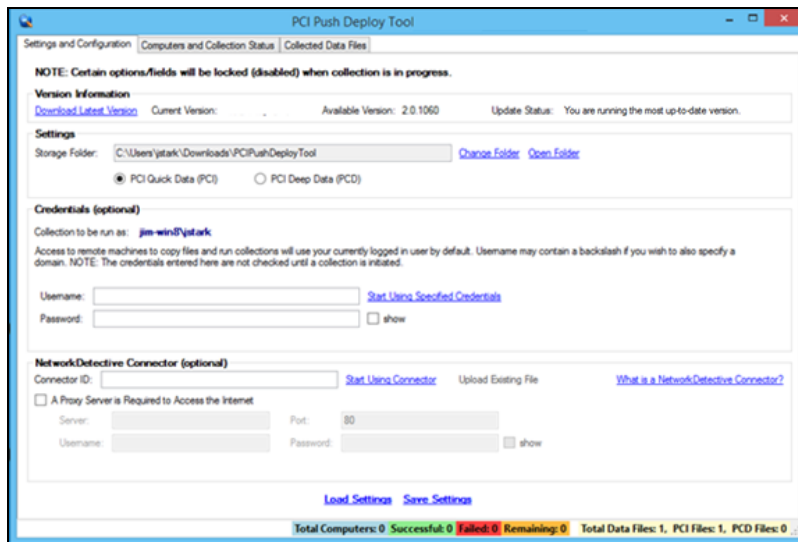 PCI Push Deploy Tool
Settings and Configuration Computers and Collection Status Collected Data Files
NOTE: Certain options/fields will be locked (disabled) when collection is in progress.
Version Information
Download Latest Version Current Version: Available Version: 2.0.1060 Update Status: You are running the most up-to-date version.
Settings
Storage Folder: C:\Users\jstark\Downloads\PCIPushDeployTool Change Folder Open Folder
PCI Quick Data (PCI) PCI Deep Data (PCD)
Credentials (optional)
Collection to be run as: jim-win8\jstark
Access to remote machines to copy files and run collections will use your currently logged in user by default. Username may contain a backslash if you wish to also specify a
domain. NOTE: The credentials entered here are not checked until a collection is initiated.
Username: Start Using Specified Credentials
Password: show
NetworkDetective Connector (optional)
Connector ID: Start Using Connector Upload Existing File What is a NetworkDetective Connector?
A Proxy Server is Required to Access the Internet
Server: Port: 80
Username: Password: show
Load Settings Save Settings
Total Computers: 0 Successful: 0 Failed: 0 Remaining: 0 Total Data Files: 1, PCI Files: 1, PCD Files: 0